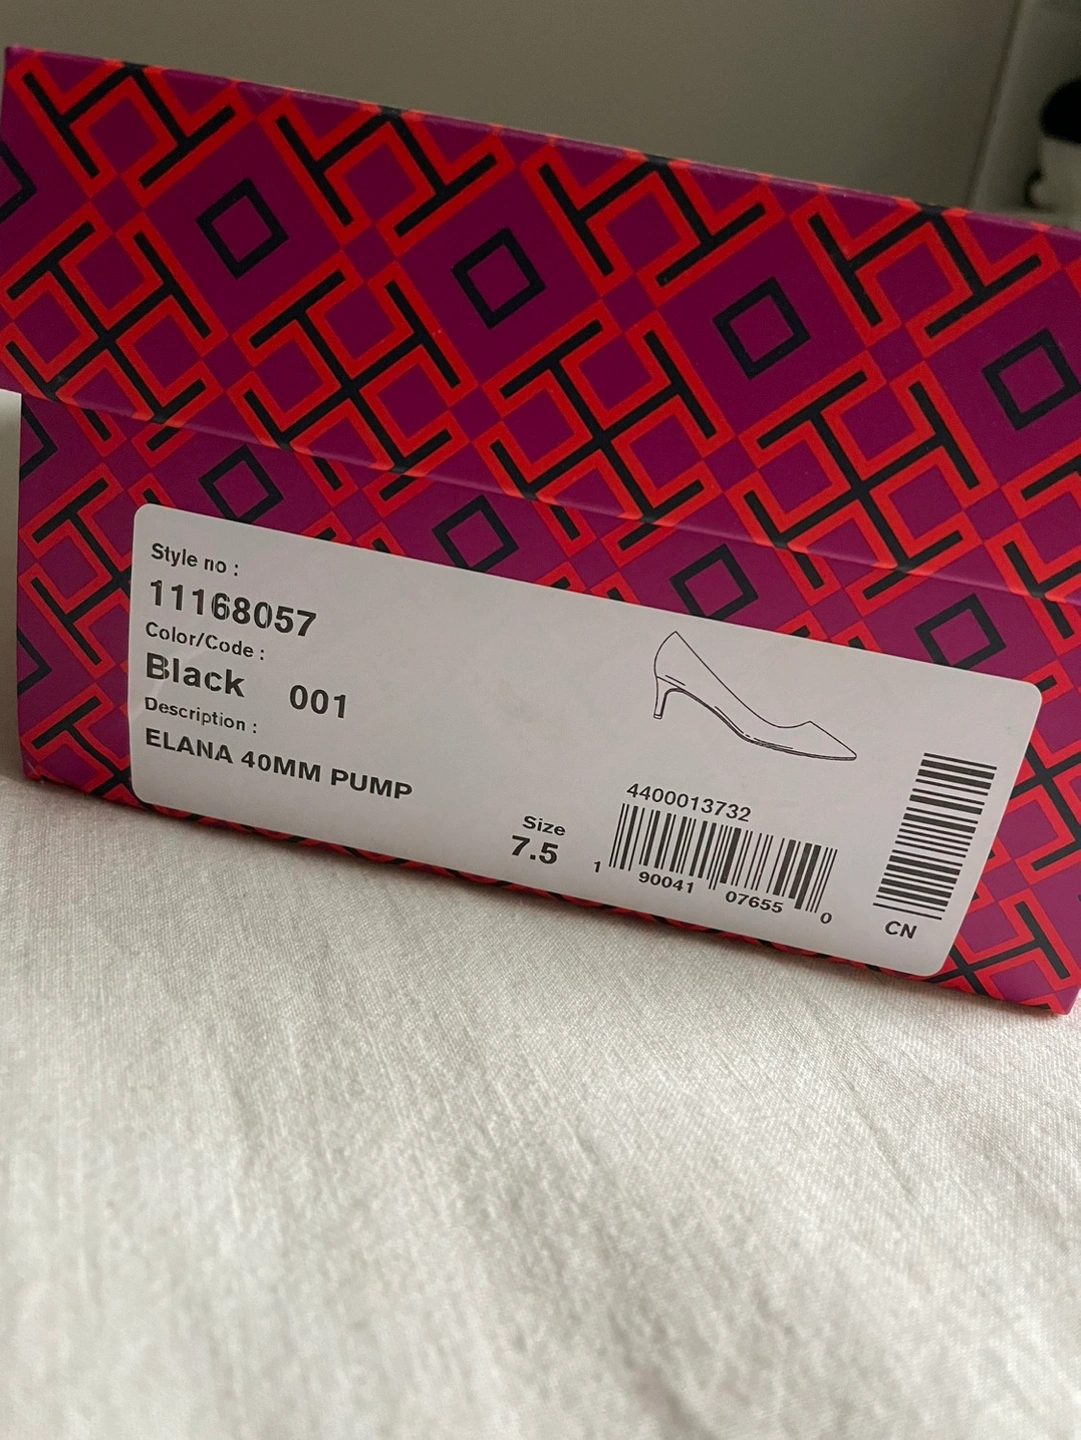 Style no :
11168057
Color/Code :
Black 001
Description :
ELANA 40MM PUMP
Size
7.5
4400013732
1 90041 07655 0
CN